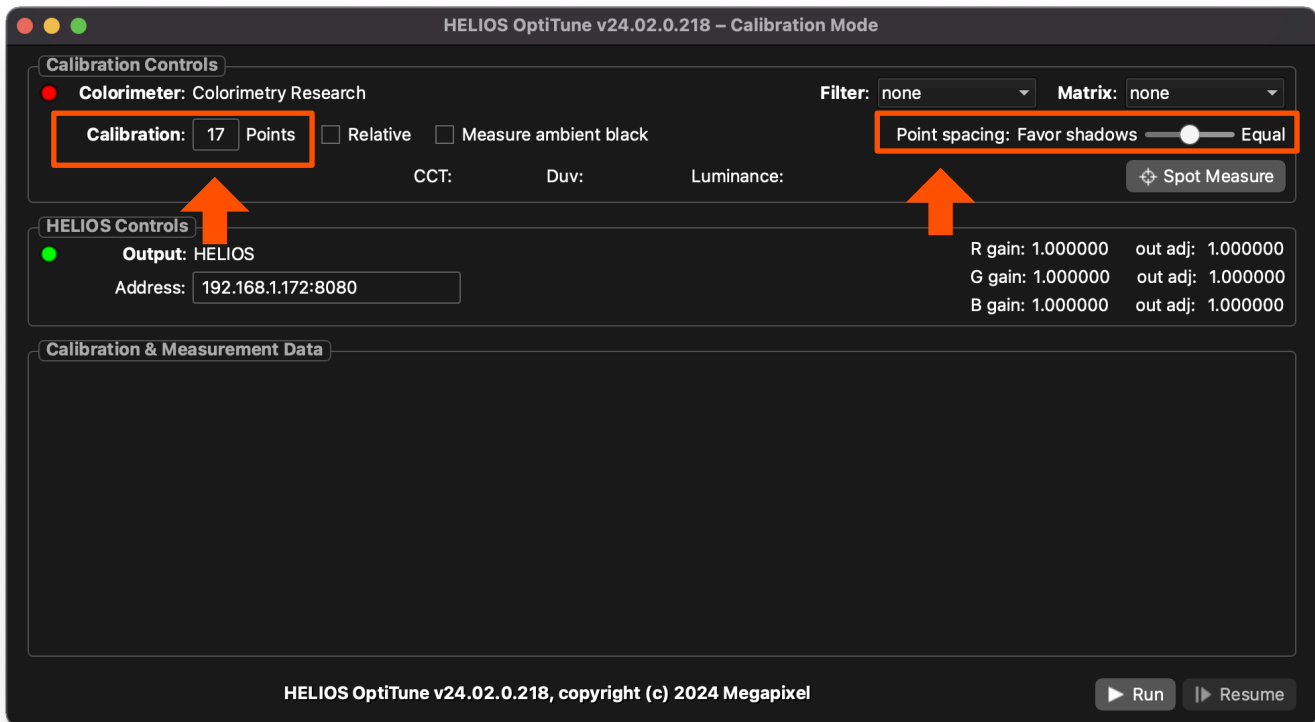 HELIOS OptiTune v24.02.0.218 – Calibration Mode
Calibration Controls
Colorimeter: Colorimetry Research Filter: none Matrix: none
Calibration: 17 Points Relative Measure ambient black Point spacing: Favor shadows Equal
CCT: Duv: Luminance: Spot Measure
HELIOS Controls
Output: HELIOS R gain: 1.000000 out adj: 1.000000
Address: 192.168.1.172:8080 G gain: 1.000000 out adj: 1.000000
B gain: 1.000000 out adj: 1.000000
Calibration & Measurement Data
HELIOS OptiTune v24.02.0.218, copyright (c) 2024 Megapixel Run Resume